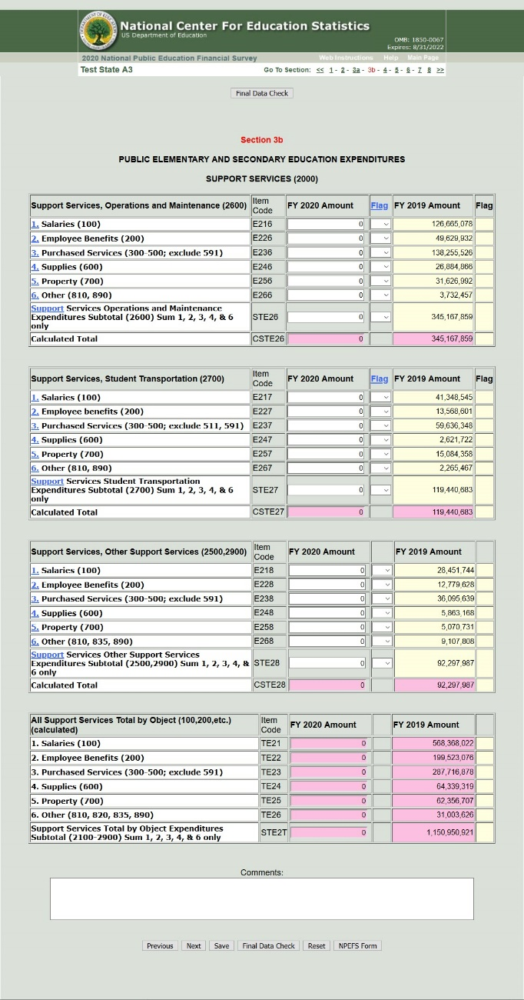 National Center For Education Statistics
US Department of Education
OMB: 1850-0067
Expires: 8/31/2022
2020 National Public Education Financial Survey Web Instructions Help Main Page
Test State A3 Go To Section: << 1 - 2 - 3a - 3b - 4 - 5 - 6 - 7 8 >>
Final Data Check
Section 3b
PUBLIC ELEMENTARY AND SECONDARY EDUCATION EXPENDITURES
SUPPORT SERVICES (2000)
Support Services, Operations and Maintenance (2600) Item Code FY 2020 Amount Flag FY 2019 Amount Flag
1. Salaries (100) E216 0 126,665,078
2. Employee Benefits (200) E226 0 49,629,932
3. Purchased Services (300-500; exclude 591) E236 0 138,255,526
4. Supplies (600) E246 0 26,884,866
5. Property (700) E256 0 31,626,992
6. Other (810, 890) E266 0 3,732,457
Support Services Operations and Maintenance
Expenditures Subtotal (2600) Sum 1, 2, 3, 4, & 6 STE26 0 345,167,859
only
Calculated Total CSTE26 0 345,167,859
Support Services, Student Transportation (2700) Item Code FY 2020 Amount Flag FY 2019 Amount Flag
1. Salaries (100) E217 0 41,348,545
2. Employee benefits (200) E227 0 13,568,601
3. Purchased Services (300-500; exclude 511, 591) E237 0 59,636,348
4. Supplies (600) E247 0 2,621,722
5. Property (700) E257 0 15,084,358
6. Other (810, 890) E267 0 2,265,467
Support Services Student Transportation
Expenditures Subtotal (2700) Sum 1, 2, 3, 4, & 6 STE27 0 119,440,683
only
Calculated Total CSTE27 0 119,440,683
Support Services, Other Support Services (2500,2900) Item Code FY 2020 Amount FY 2019 Amount
1. Salaries (100) E218 0 28,451,744
2. Employee Benefits (200) E228 0 12,779,628
3. Purchased Services (300-500; exclude 591) E238 0 36,095,639
4. Supplies (600) E248 0 5,863,168
5. Property (700) E258 0 5,070,731
6. Other (810, 835, 890) E268 0 9,107,808
Support Services Other Support Services
Expenditures Subtotal (2500,2900) Sum 1, 2, 3, 4, & STE28 0 92,297,987
6 only
Calculated Total CSTE28 0 92,297,987
All Support Services Total by Object (100,200,etc.) Item Code FY 2020 Amount FY 2019 Amount
(calculated)
1. Salaries (100) TE21 0 568,368,022
2. Employee Benefits (200) TE22 0 199,523,076
3. Purchased Services (300-500; exclude 591) TE23 0 287,716,878
4. Supplies (600) TE24 0 64,339,319
5. Property (700) TE25 0 62,356,707
6. Other (810, 820, 835, 890) TE26 0 31,003,626
Support Services Total by Object Expenditures
Subtotal (2100-2900) Sum 1, 2, 3, 4, & 6 only STE2T 0 1,150,950,921
Comments:
Previous Next Save Final Data Check Reset NPEFS Form